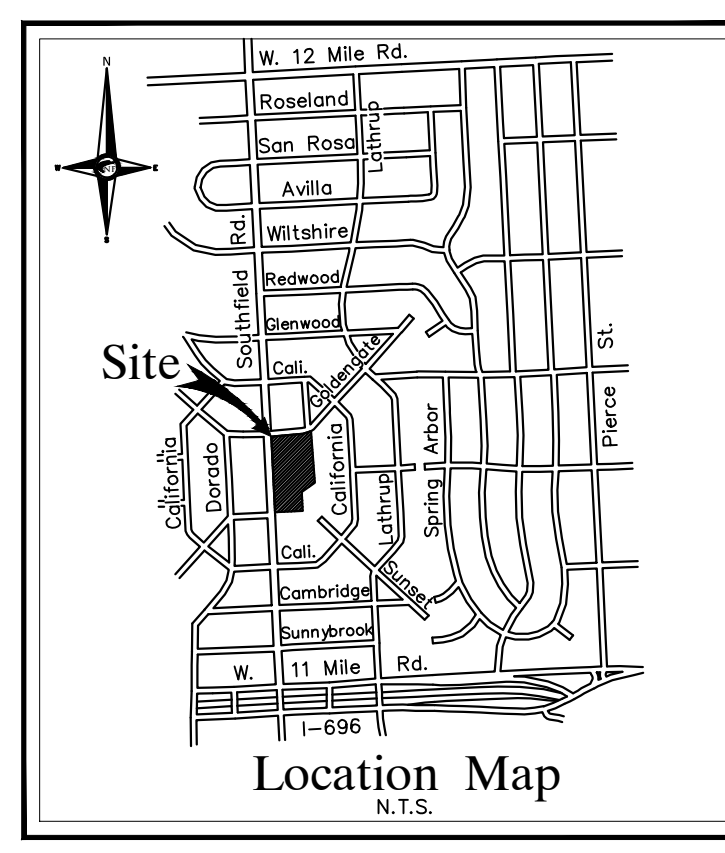 W. 12 Mile Rd.
N
Roseland
Lathrup
San Rosa
W
E
Avilla
S
Rd.
Wiltshire
Redwood
Southfield
Glenwood
St.
Site
Cali.
Goldengate
Pierce
Arbor
California
Dorado
California
Lathrup
Spring
Cali.
Sunset
Cambridge
Sunnybrook
W. 11 Mile Rd.
I-696
Location Map
N.T.S.